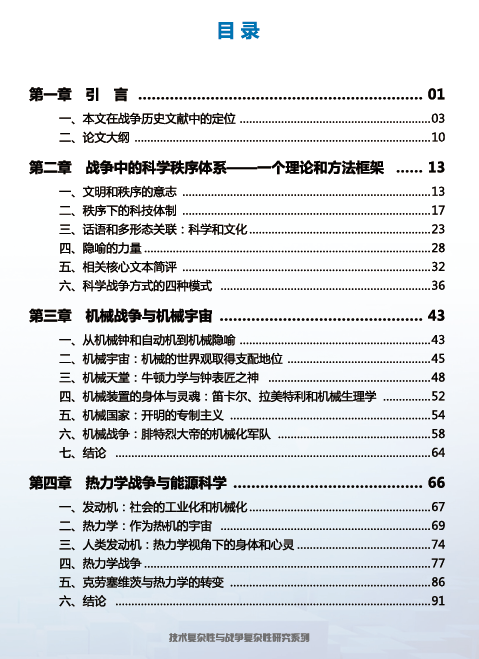 目 录
第一章 引 言 …… 01
一、本文在战争历史文献中的定位 …… 03
二、论文大纲 …… 10
第二章 战争中的科学秩序体系——一个理论和方法框架 …… 13
一、文明和秩序的意志 …… 13
二、秩序下的科技体制 …… 17
三、话语和多形态关联：科学和文化 …… 23
四、隐喻的力量 …… 28
五、相关核心文本简评 …… 32
六、科学战争方式的四种模式 …… 36
第三章 机械战争与机械宇宙 …… 43
一、从机械钟和自动机到机械隐喻 …… 43
二、机械宇宙：机械的世界观取得支配地位 …… 45
三、机械天堂：牛顿力学与钟表匠之神 …… 48
四、机械装置的身体与灵魂：笛卡尔、拉美特利和机械生理学 …… 52
五、机械国家：开明的专制主义 …… 54
六、机械战争：腓特烈大帝的机械化军队 …… 58
七、结论 …… 64
第四章 热力学战争与能源科学 …… 66
一、发动机：社会的工业化和机械化 …… 67
二、热力学：作为热机的宇宙 …… 69
三、人类发动机：热力学视角下的身体和心灵 …… 74
四、热力学战争 …… 77
五、克劳塞维茨与热力学的转变 …… 86
六、结论 …… 91
技术复杂性与战争复杂性研究系列